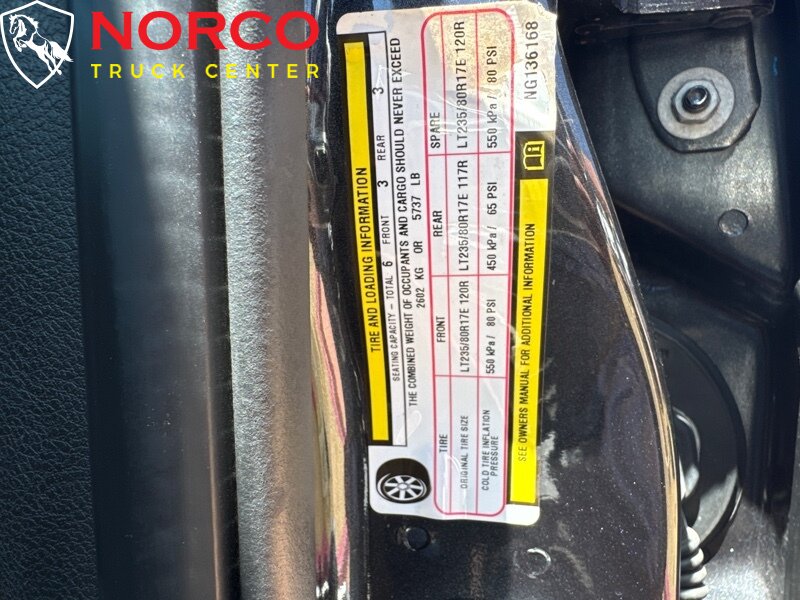 NORCO
TRUCK CENTER
TIRE AND LOADING INFORMATION
SEATING CAPACITY - TOTAL 6 FRONT 3 REAR 3
THE COMBINED WEIGHT OF OCCUPANTS AND CARGO SHOULD NEVER EXCEED
2602 KG OR 5737 LB
TIRE FRONT REAR SPARE
ORIGINAL TIRE SIZE LT235/80R17E 120R LT235/80R17E 117R LT235/80R17E 120R
COLD TIRE INFLATION PRESSURE 550 kPa/ 80 PSI 450 kPa/ 65 PSI 550 kPa/ 80 PSI
SEE OWNERS MANUAL FOR ADDITIONAL INFORMATION
NG136168